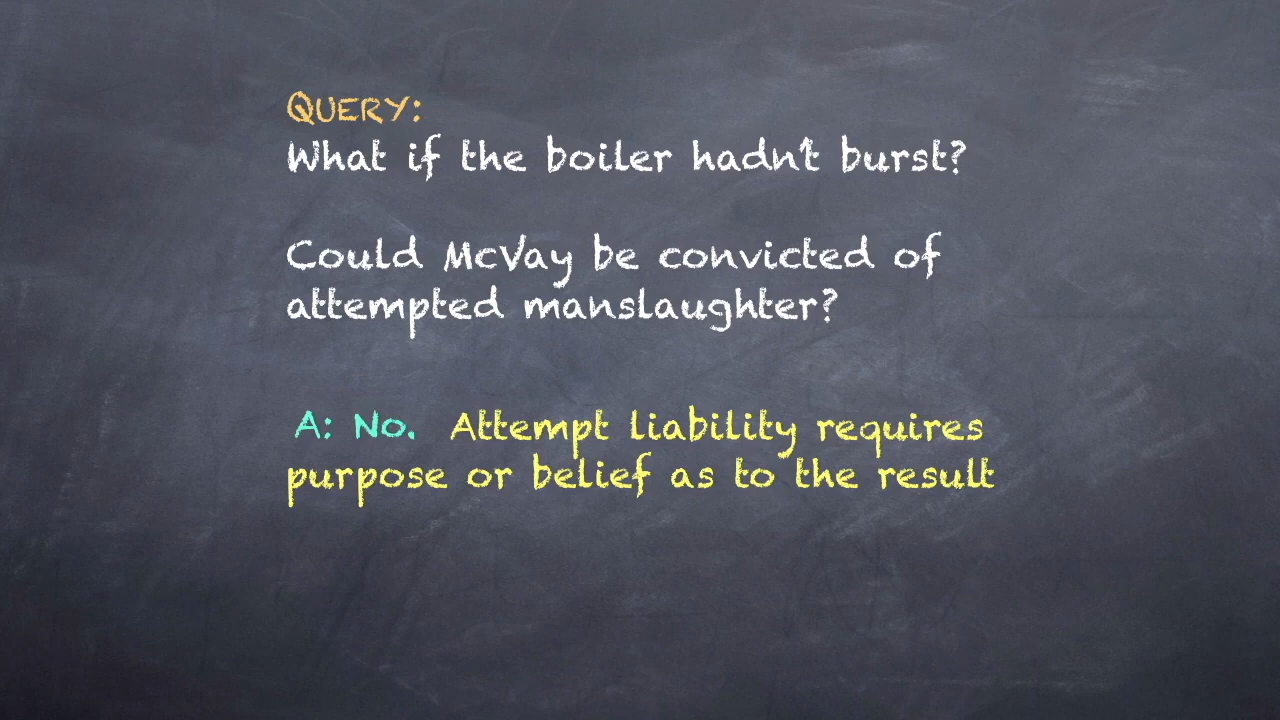 QUERY:
What if the boiler hadn't burst?
Could McVay be convicted of
attempted manslaughter?
A: No. Attempt liability requires
purpose or belief as to the result